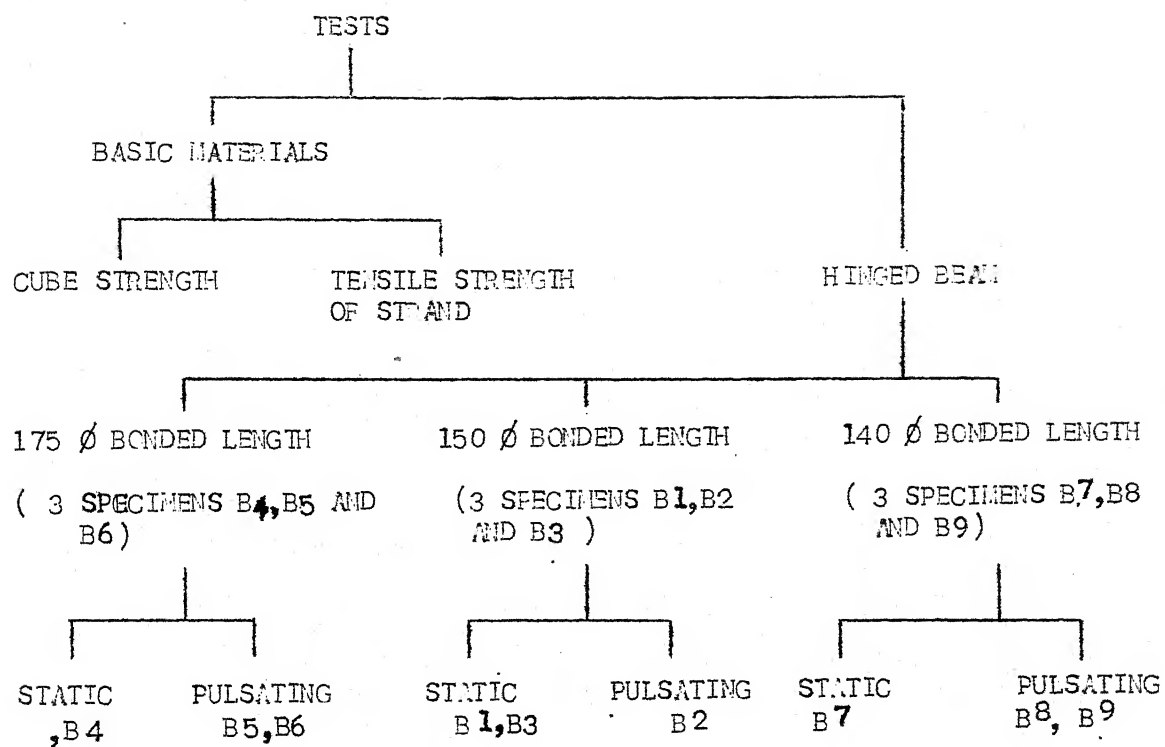 TESTS
BASIC MATERIALS
CUBE STRENGTH
TENSILE STRENGTH
OF STRAND
HINGED BEAM
175 Ø BONDED LENGTH
( 3 SPECIMENS B4,B5 AND
B6)
150 Ø BONDED LENGTH
(3 SPECIMENS B1,B2
AND B3 )
140 Ø BONDED LENGTH
( 3 SPECIMENS B7,B8
AND B9)
STATIC
,B4
PULSATING
B5,B6
STATIC
B1,B3
PULSATING
B2
STATIC
B7
PULSATING
B8, B9